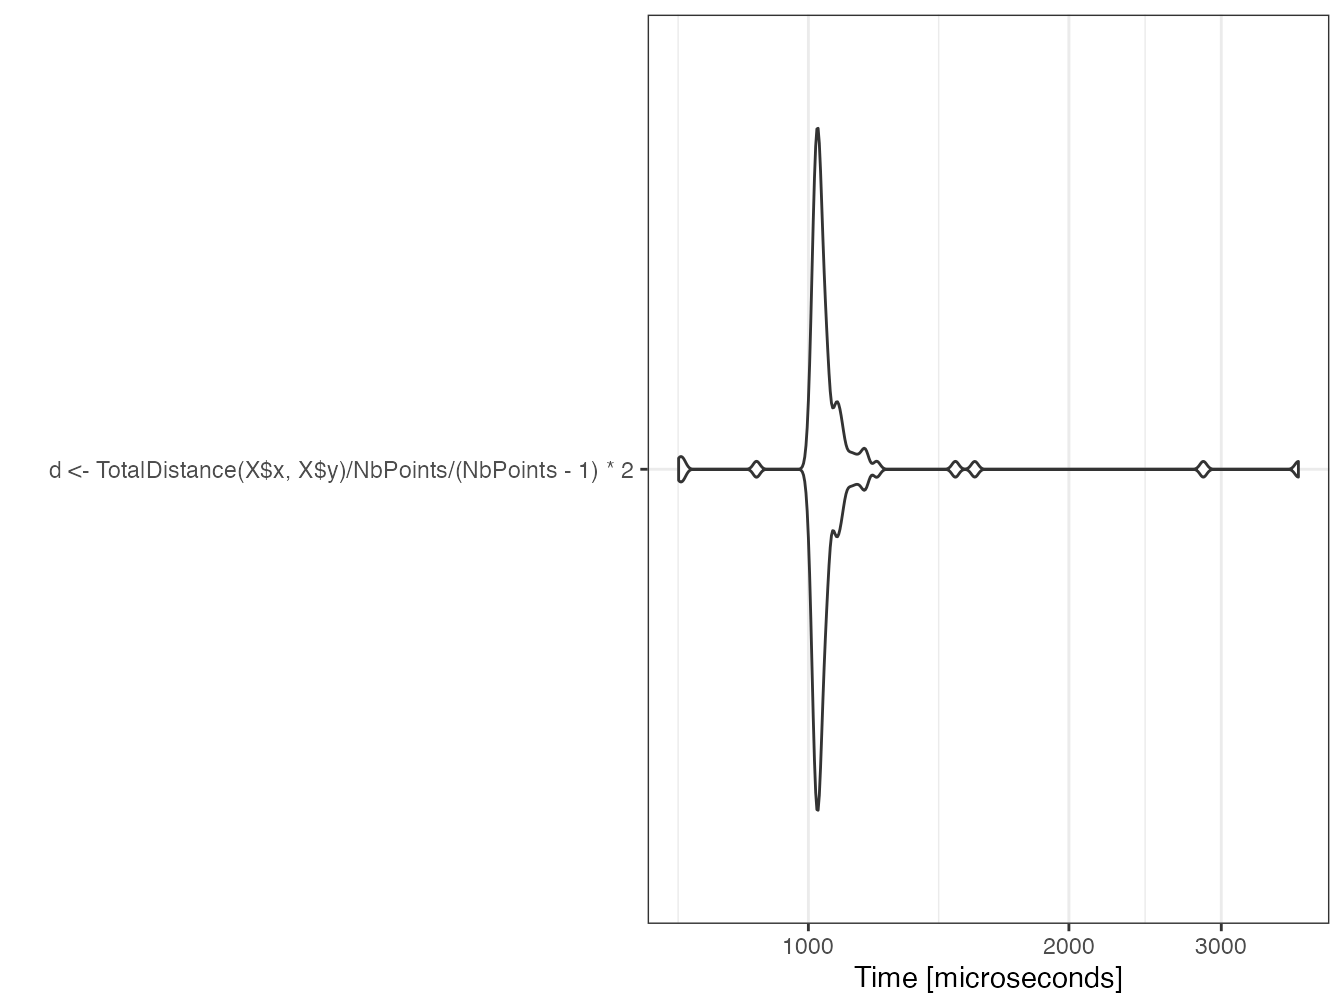 d <- TotalDistance(X$x, X$y)/NbPoints/(NbPoints - 1) * 2
1000 2000 3000
Time [microseconds]